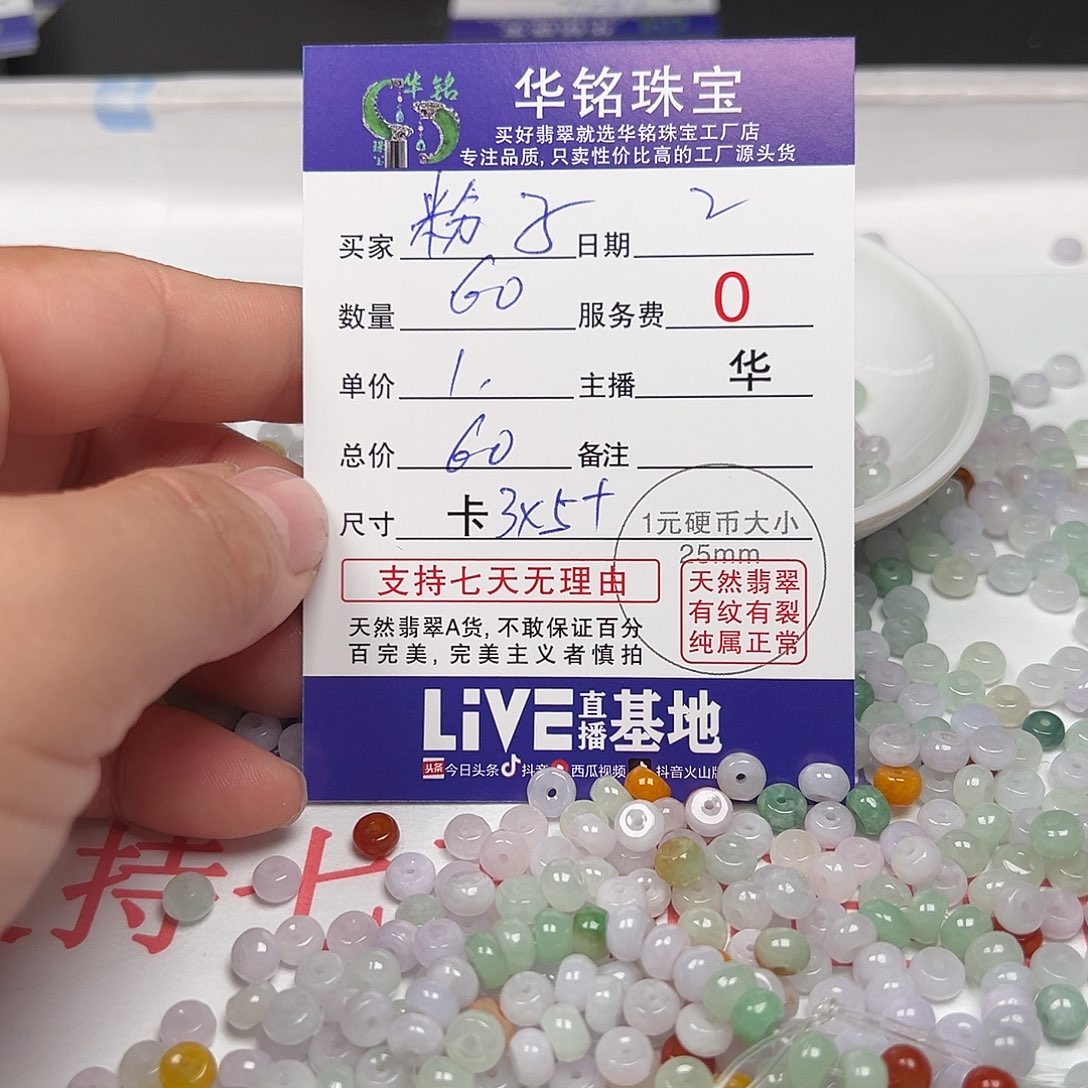 华铭
珠宝
华铭珠宝
买好翡翠就选华铭珠宝工厂店
专注品质,只卖性价比高的工厂源头货
买家 粉 日期 2
数量 60 服务费 0
单价 1. 主播 华
总价 60 备注
尺寸 卡3x5+
1元硬币大小
25mm
支持七天无理由
天然翡翠
有纹有裂
纯属正常
天然翡翠A货,不敢保证百分
百完美,完美主义者慎拍
LiVE直播基地
头条 今日头条 抖音 西瓜视频 抖音火山版
持七